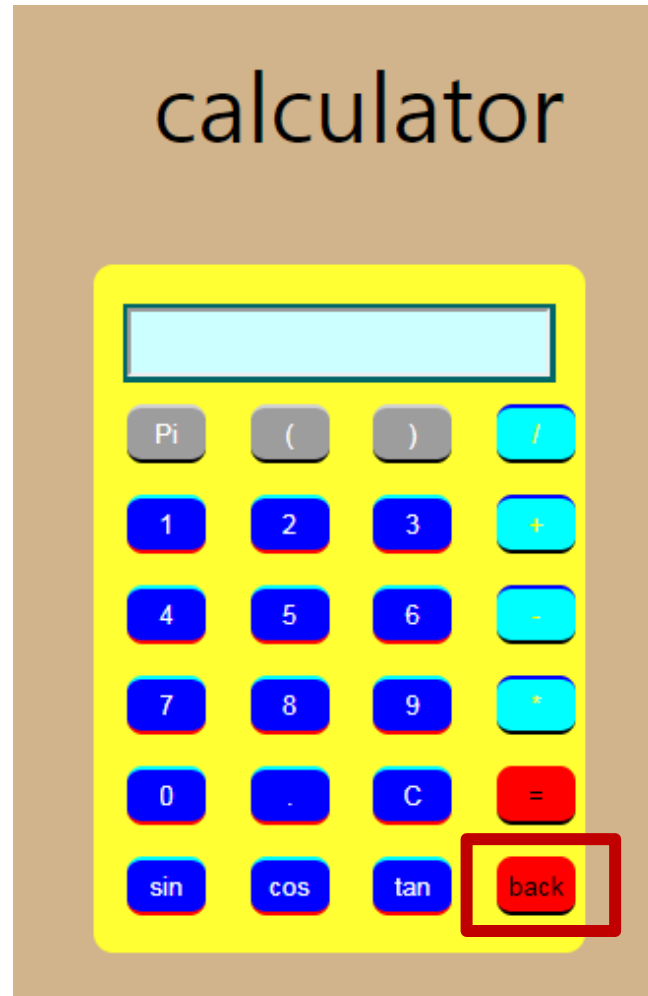 calculator
Pi ( ) /
1 2 3 +
4 5 6 -
7 8 9 *
0 . C =
sin cos tan back